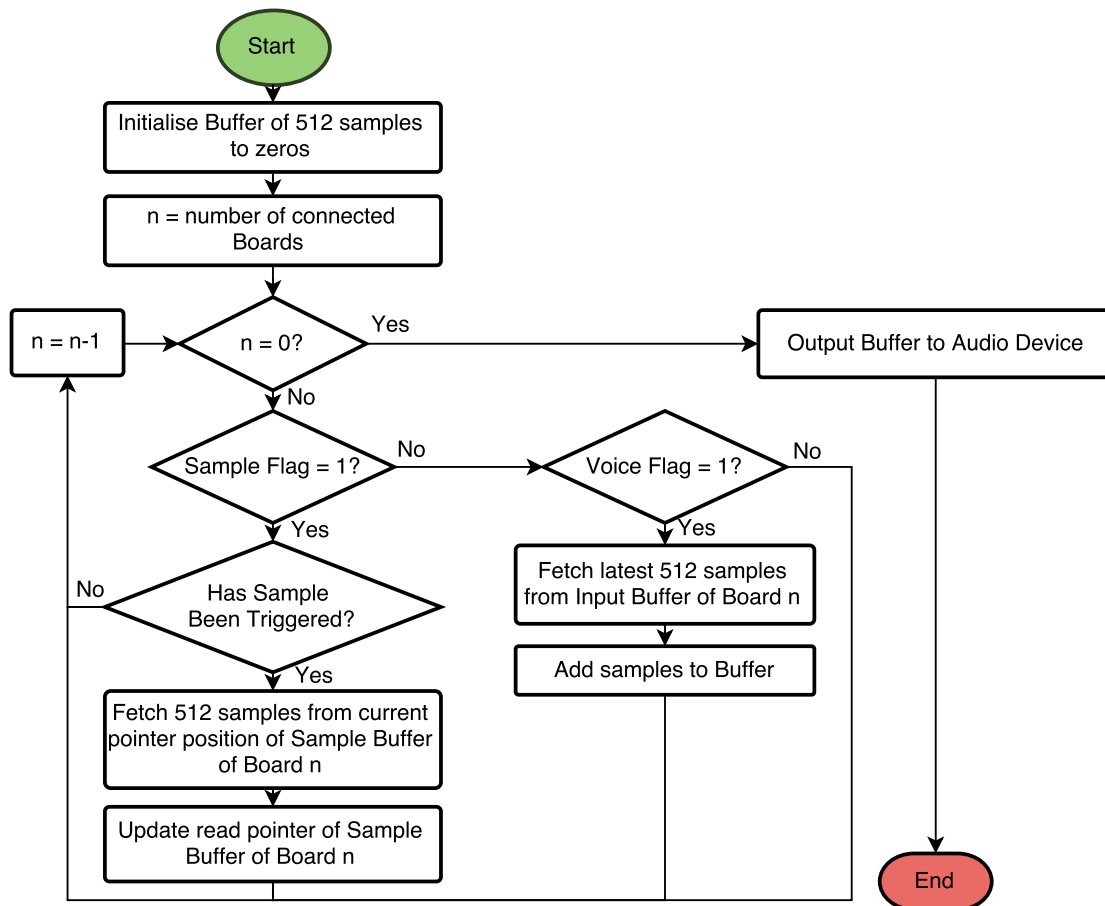 Start
Initialise Buffer of 512 samples
to zeros
n = number of connected
Boards
n = n-1
n = 0?
Yes
Output Buffer to Audio Device
No
Sample Flag = 1?
No
Voice Flag = 1?
No
Yes
Yes
Fetch latest 512 samples
from Input Buffer of Board n
No
Has Sample
Been Triggered?
Add samples to Buffer
Yes
Fetch 512 samples from current
pointer position of Sample Buffer
of Board n
Update read pointer of Sample
Buffer of Board n
End